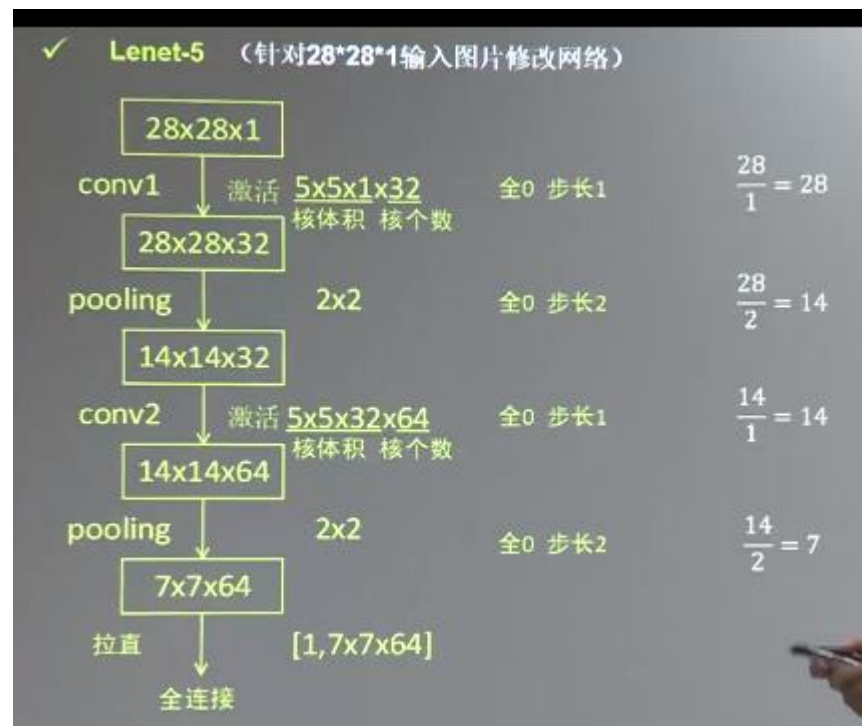 ✓ Lenet-5 （针对28*28*1输入图片修改网络）
28x28x1
conv1 激活 5x5x1x32 全0 步长1 28/1 = 28
核体积 核个数
28x28x32
pooling 2x2 全0 步长2 28/2 = 14
14x14x32
conv2 激活 5x5x32x64 全0 步长1 14/1 = 14
核体积 核个数
14x14x64
pooling 2x2 全0 步长2 14/2 = 7
7x7x64
拉直 [1,7x7x64]
全连接